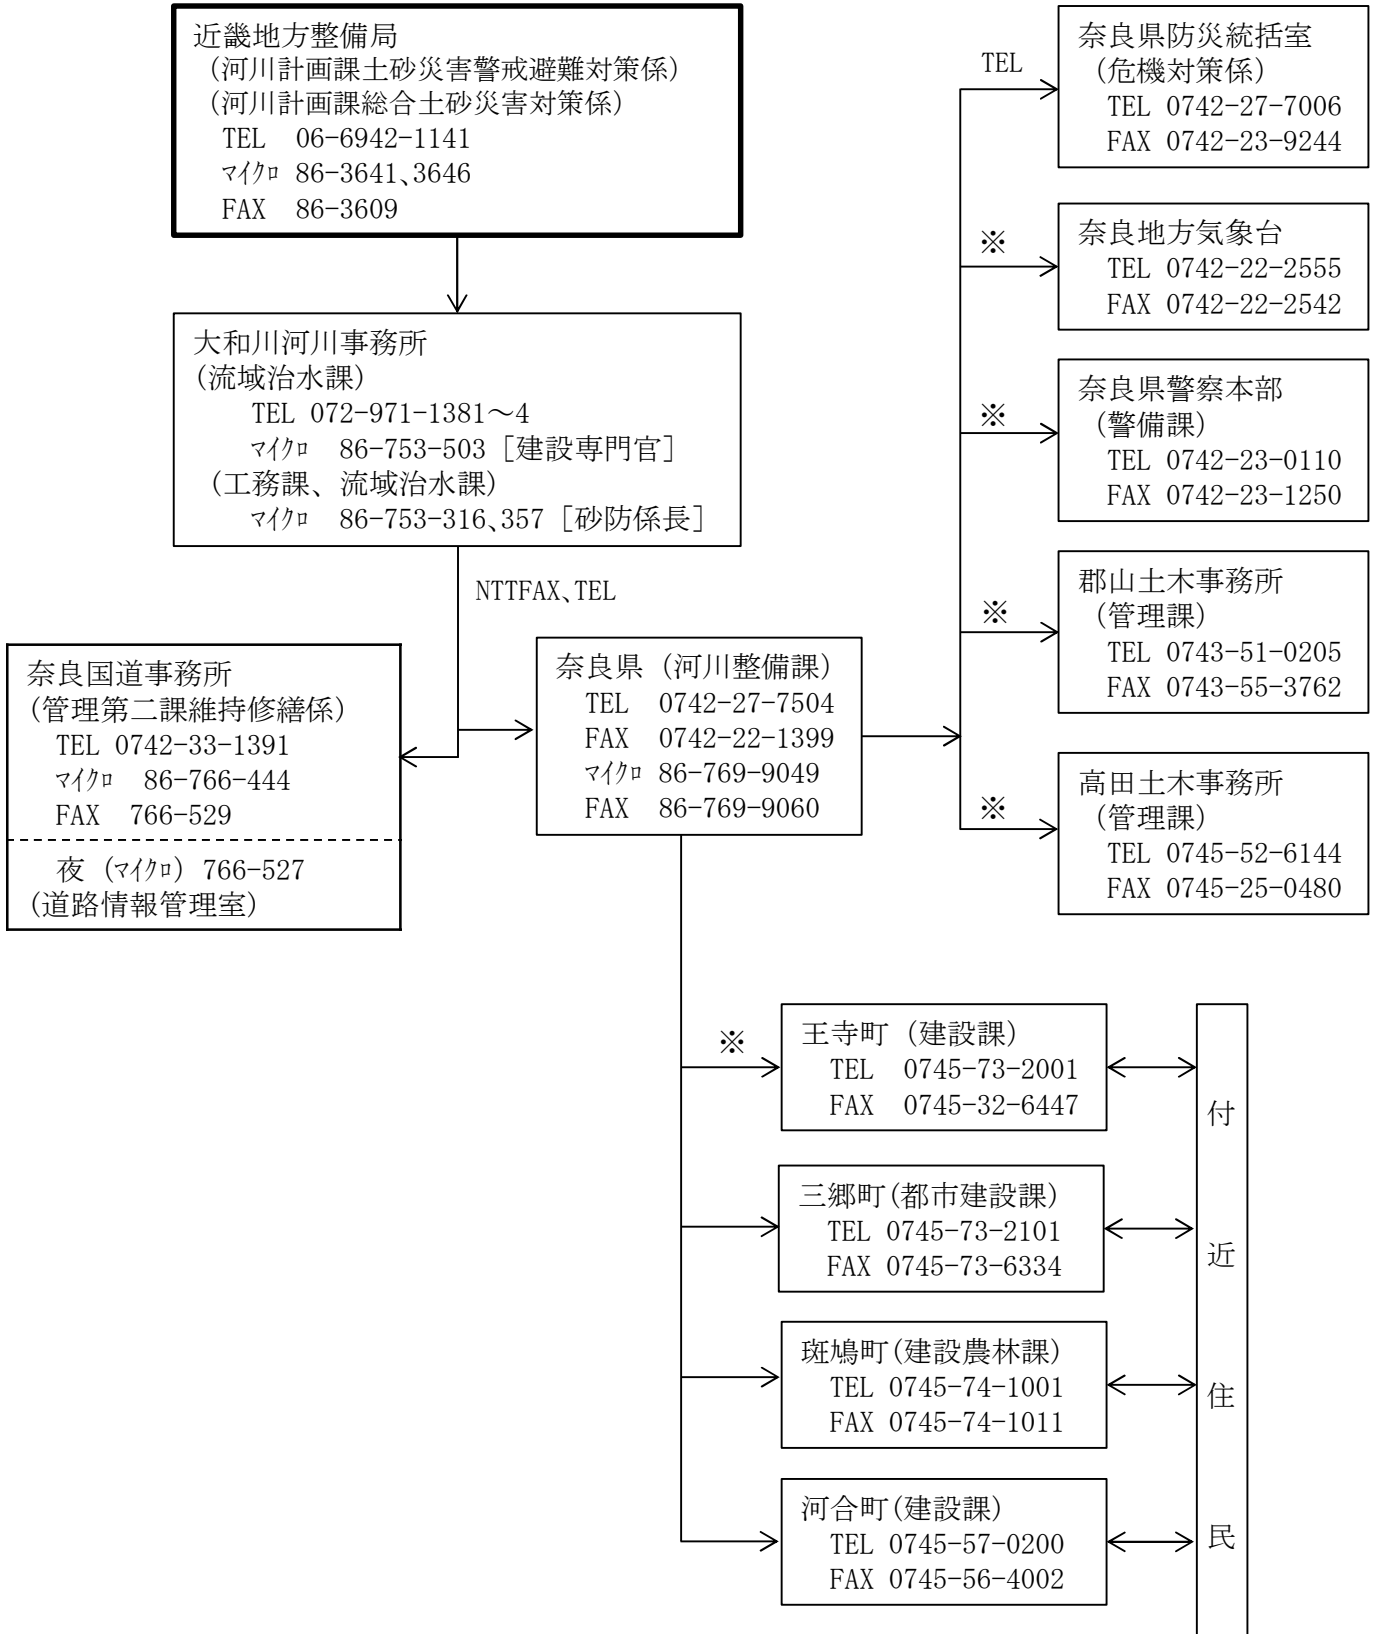 近畿地方整備局
(河川計画課土砂災害警戒避難対策係)
(河川計画課総合土砂災害対策係)
TEL 06-6942-1141
ﾏｲｸﾛ 86-3641､3646
FAX 86-3609
大和川河川事務所
(流域治水課)
TEL 072-971-1381～4
ﾏｲｸﾛ 86-753-503［建設専門官］
(工務課、流域治水課)
ﾏｲｸﾛ 86-753-316､357［砂防係長］
NTTFAX､TEL
奈良国道事務所
(管理第二課維持修繕係)
TEL 0742-33-1391
ﾏｲｸﾛ 86-766-444
FAX 766-529
夜（ﾏｲｸﾛ）766-527
(道路情報管理室)
奈良県（河川整備課）
TEL 0742-27-7504
FAX 0742-22-1399
ﾏｲｸﾛ 86-769-9049
FAX 86-769-9060
TEL
奈良県防災統括室
(危機対策係)
TEL 0742-27-7006
FAX 0742-23-9244
※
奈良地方気象台
TEL 0742-22-2555
FAX 0742-22-2542
※
奈良県警察本部
(警備課)
TEL 0742-23-0110
FAX 0742-23-1250
※
郡山土木事務所
(管理課)
TEL 0743-51-0205
FAX 0743-55-3762
※
高田土木事務所
(管理課)
TEL 0745-52-6144
FAX 0745-25-0480
※
王寺町（建設課）
TEL 0745-73-2001
FAX 0745-32-6447
三郷町(都市建設課)
TEL 0745-73-2101
FAX 0745-73-6334
斑鳩町(建設農林課)
TEL 0745-74-1001
FAX 0745-74-1011
河合町(建設課)
TEL 0745-57-0200
FAX 0745-56-4002
付近住民